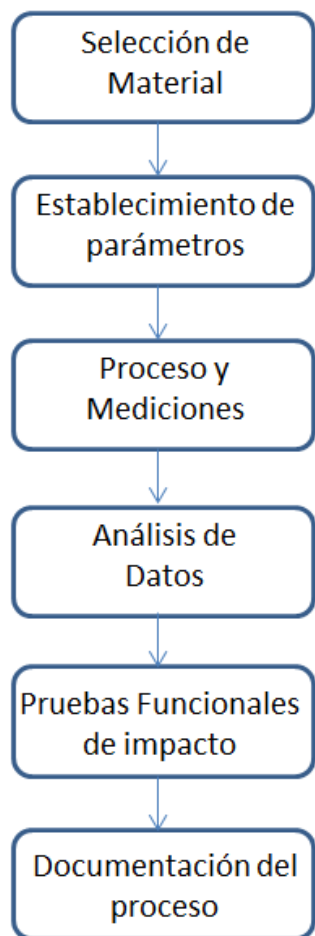 Selección de
Material
Establecimiento de
parámetros
Proceso y
Mediciones
Análisis de
Datos
Pruebas Funcionales
de impacto
Documentación del
proceso